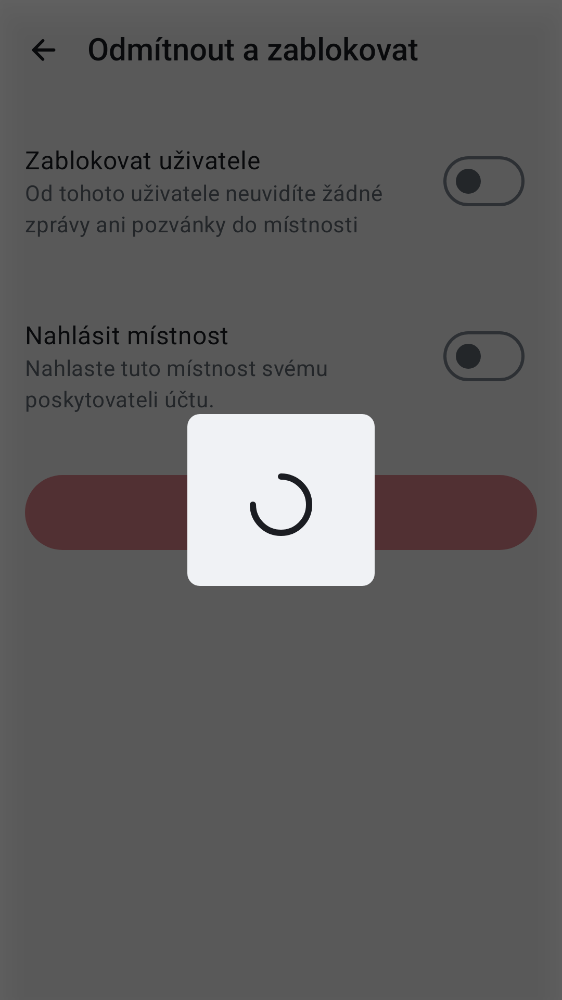 Odmítnout a zablokovat
Zablokovat uživatele
Od tohoto uživatele neuvidíte žádné
zprávy ani pozvánky do místnosti
Nahlásit místnost
Nahlaste tuto místnost svému
poskytovateli účtu.